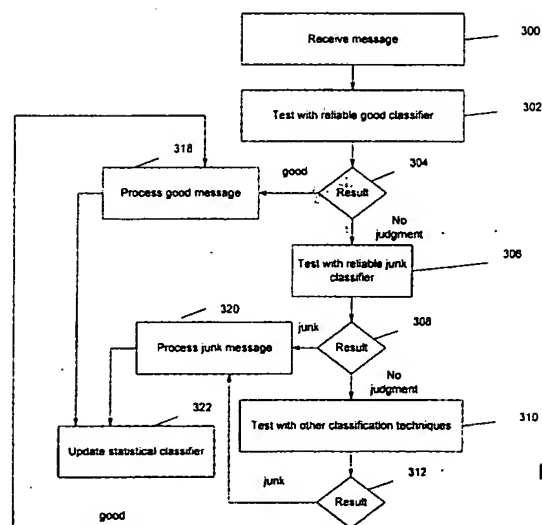 Receive message
300
Test with reliable good classifier
302
318
304
good
Process good message
Result
No
judgment
306
Test with reliable junk
classifier
320
308
junk
Process junk message
Result
No
judgment
322
310
Test with other classification techniques
Update statistical classifier
312
junk
Result
good